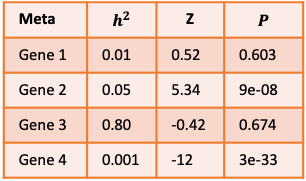 Meta h² Z P
Gene 1 0.01 0.52 0.603
Gene 2 0.05 5.34 9e-08
Gene 3 0.80 -0.42 0.674
Gene 4 0.001 -12 3e-33